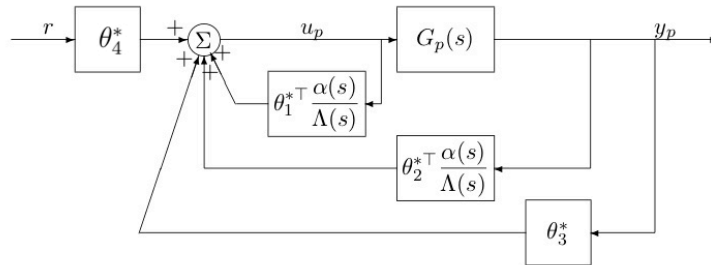 r θ₄* + Σ u_p G_p(s) y_p
+ + +
θ₁*⊤ α(s)/Λ(s)
θ₂*⊤ α(s)/Λ(s)
θ₃*